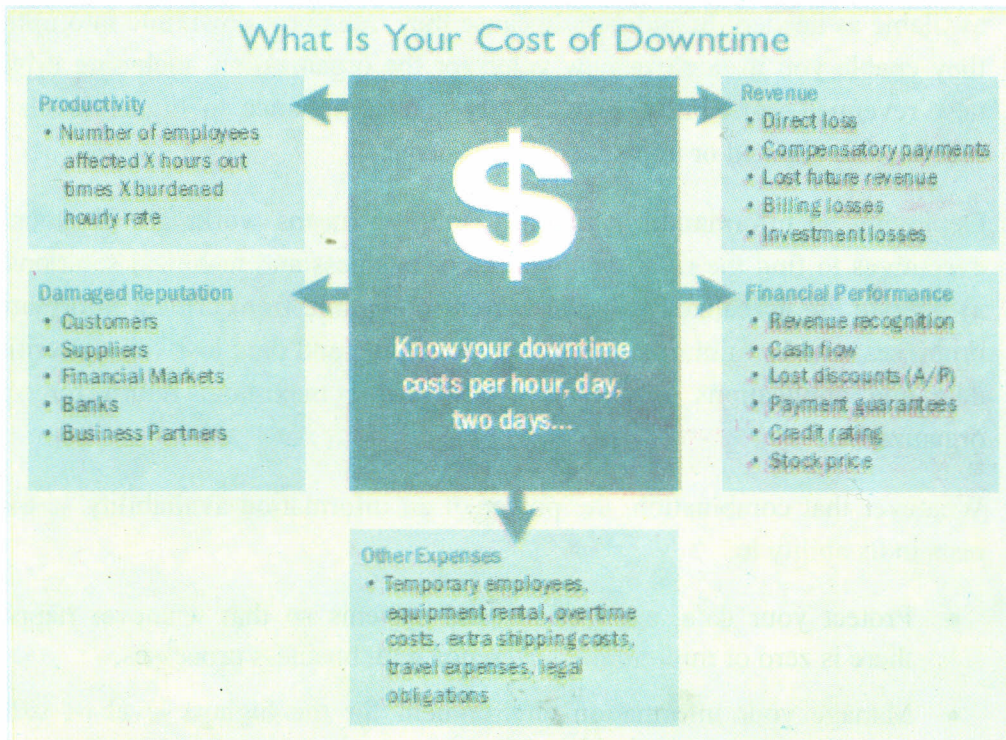 What Is Your Cost of Downtime
Productivity
• Number of employees
affected X hours out
times X burdened
hourly rate
Damaged Reputation
• Customers
• Suppliers
• Financial Markets
• Banks
• Business Partners
$
Know your downtime
costs per hour, day,
two days...
Revenue
• Direct loss
• Compensatory payments
• Lost future revenue
• Billing losses
• Investment losses
Financial Performance
• Revenue recognition
• Cash flow
• Lost discounts (A/P)
• Payment guarantees
• Credit rating
• Stock price
Other Expenses
• Temporary employees,
equipment rental, overtime
costs, extra shipping costs,
travel expenses, legal
obligations